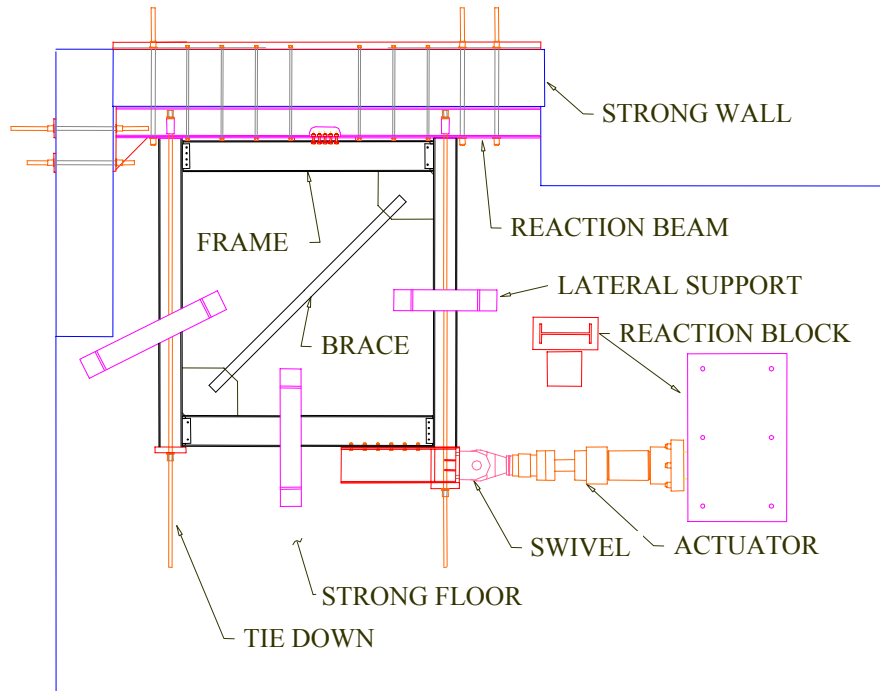 STRONG WALL
FRAME
REACTION BEAM
LATERAL SUPPORT
BRACE
REACTION BLOCK
SWIVEL
ACTUATOR
STRONG FLOOR
TIE DOWN